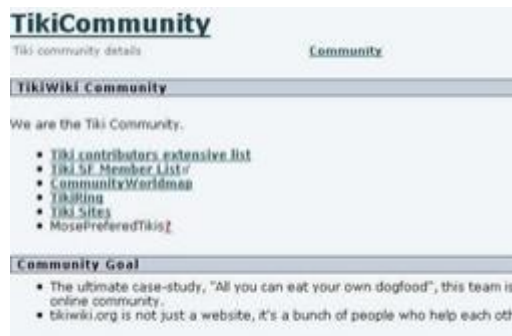 TikiCommunity
Tiki community details Community
TikiWiki Community
We are the Tiki Community.
Tiki contributors extensive list
Tiki SF Member List
CommunityWorldmap
TikiRing
Tiki Sites
MosePreferedTikis?
Community Goal
The ultimate case-study, "All you can eat your own dogfood", this team is
online community.
tikiwiki.org is not just a website, it's a bunch of people who help each oth